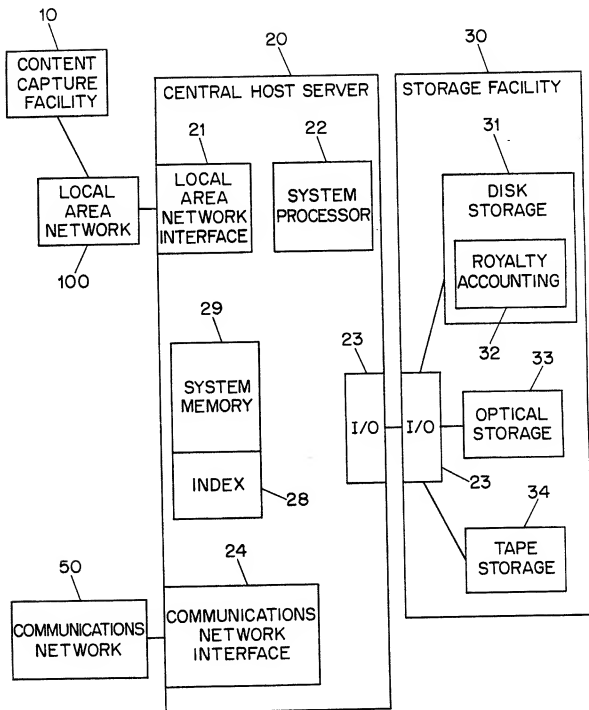 10
CONTENT
CAPTURE
FACILITY
LOCAL
AREA
NETWORK
100
20
CENTRAL HOST SERVER
21
LOCAL
AREA
NETWORK
INTERFACE
22
SYSTEM
PROCESSOR
29
SYSTEM
MEMORY
INDEX
28
23
I/O
24
COMMUNICATIONS
NETWORK
INTERFACE
50
COMMUNICATIONS
NETWORK
30
STORAGE FACILITY
31
DISK
STORAGE
ROYALTY
ACCOUNTING
32
I/O
23
33
OPTICAL
STORAGE
34
TAPE
STORAGE